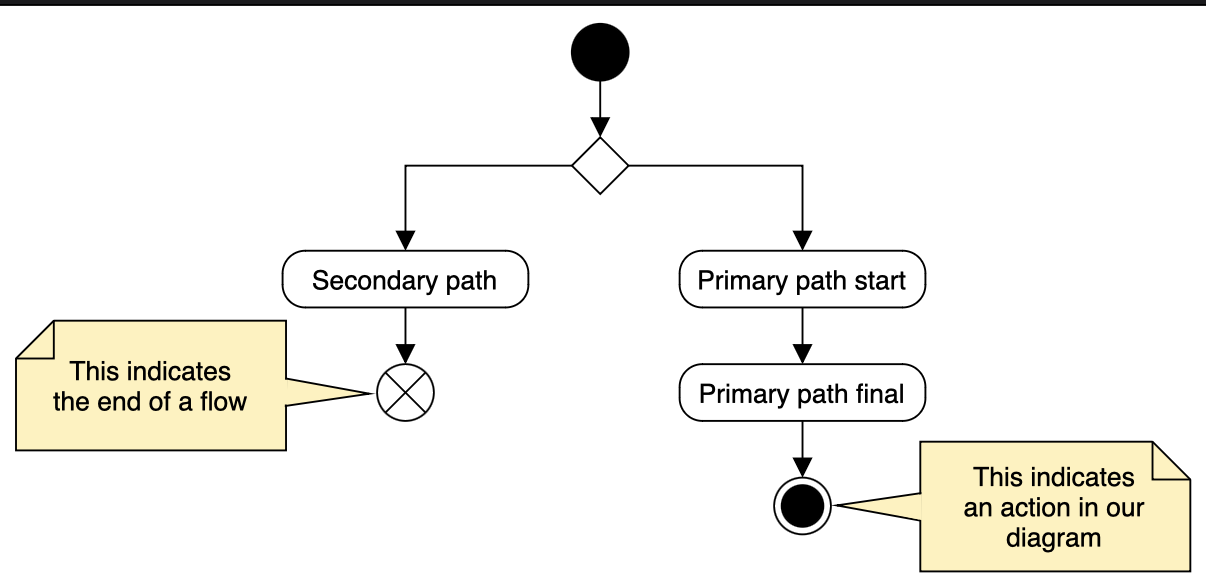 Secondary path
Primary path start
This indicates
the end of a flow
Primary path final
This indicates
an action in our
diagram